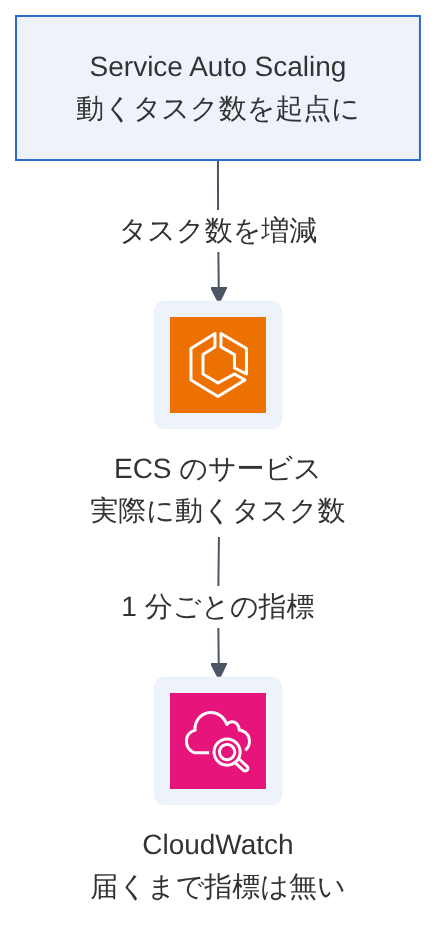 Service Auto Scaling
動くタスク数を起点に
タスク数を増減
ECS のサービス
実際に動くタスク数
1 分ごとの指標
CloudWatch
届くまで指標は無い